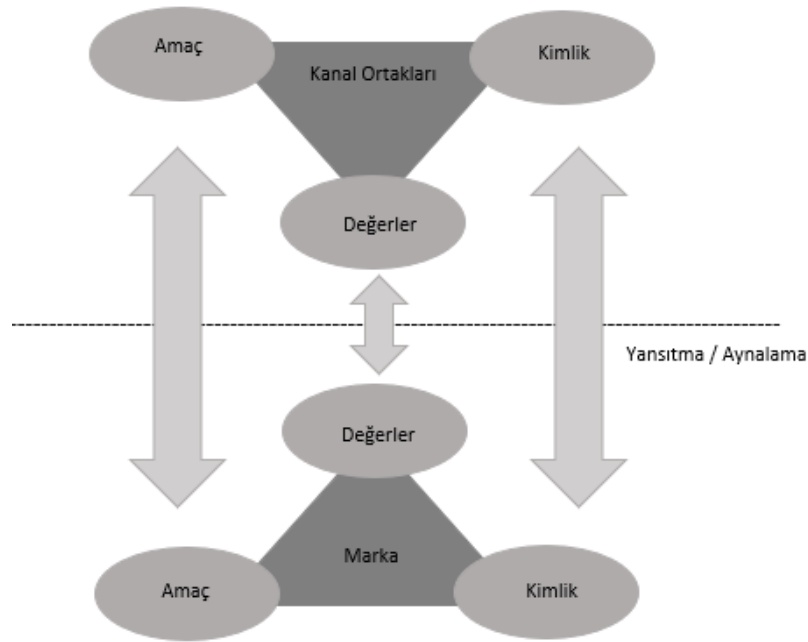 Amaç
Kimlik
Kanal Ortakları
Değerler
Yansıtma / Aynalama
Değerler
Marka
Amaç
Kimlik